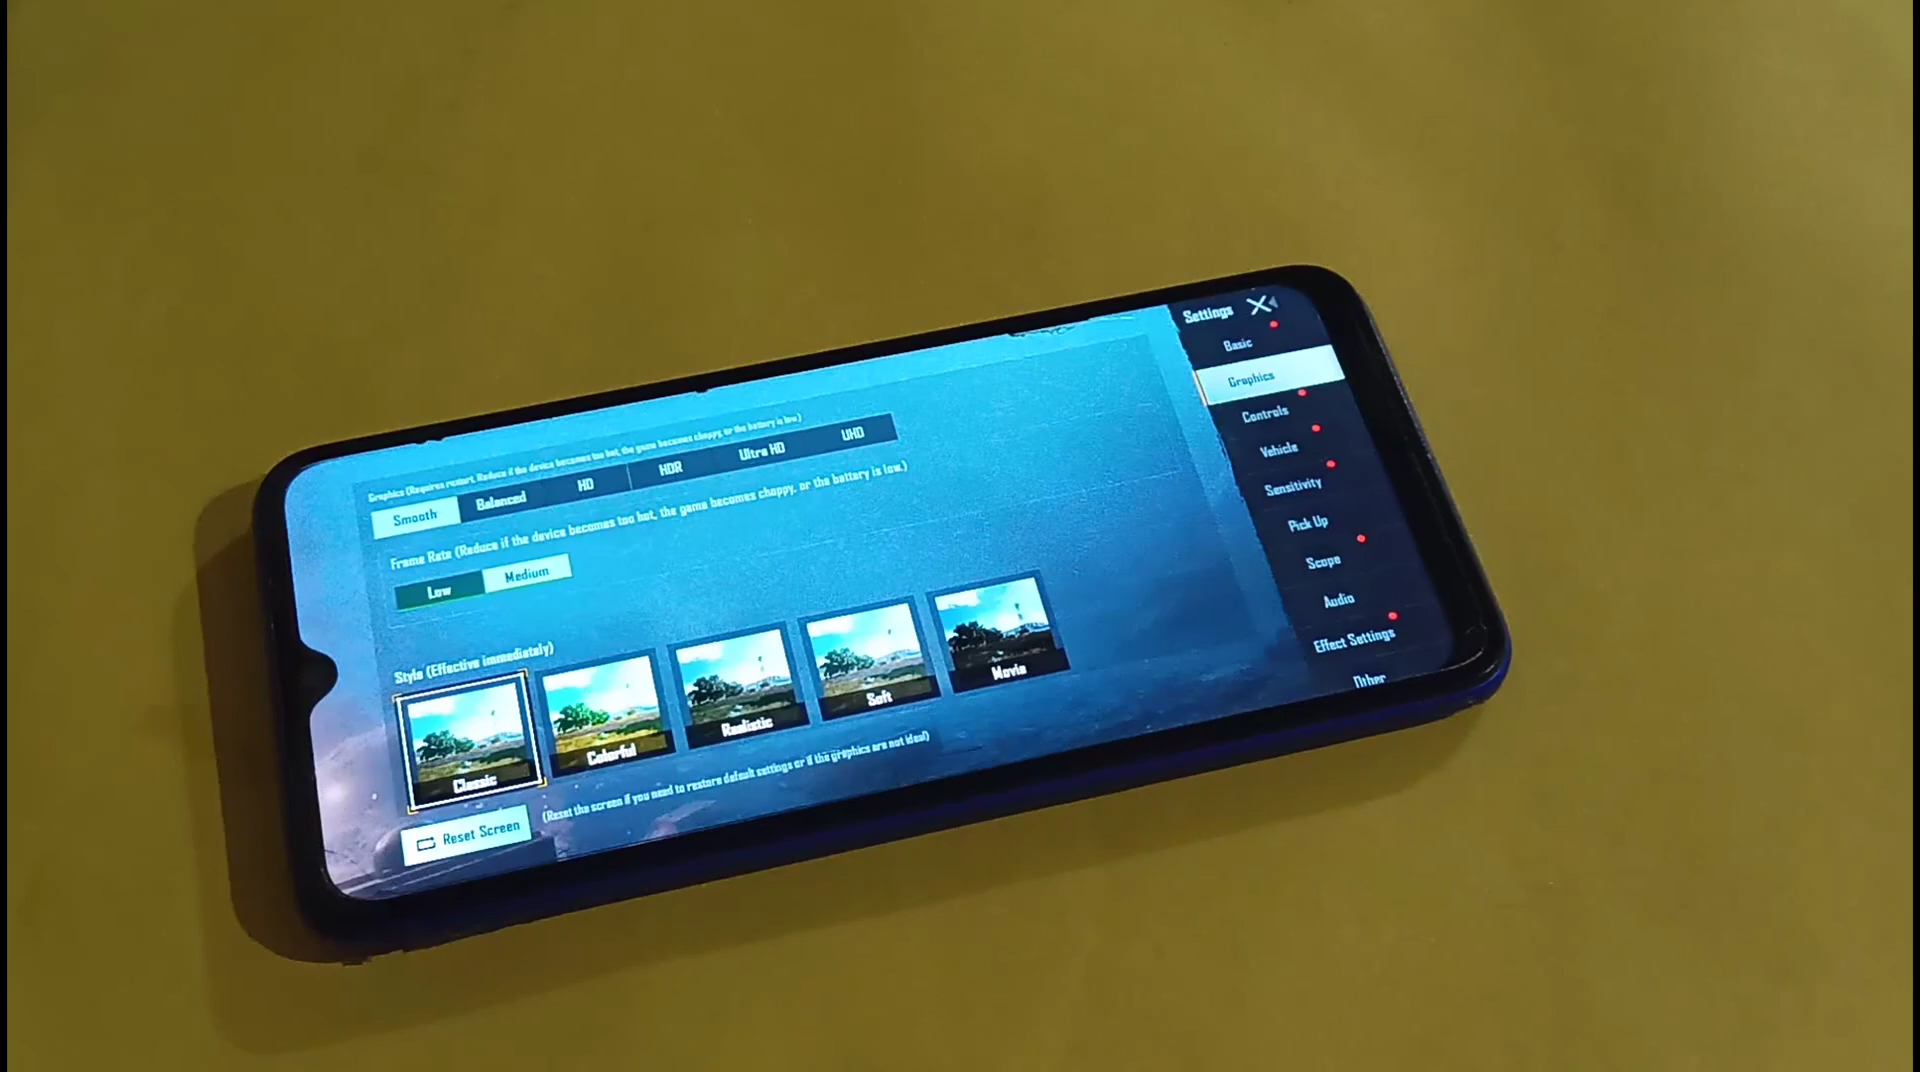 Graphics (Requires restart. Reduce if the device becomes too hot, the game becomes choppy, or the battery is low.)
Smooth Balanced HD HDR Ultra HD UHD
Frame Rate (Reduce if the device becomes too hot, the game becomes choppy, or the battery is low.)
Low Medium
Style (Effective immediately)
Classic Colorful Realistic Soft Movie
Reset Screen (Reset the screen if you need to restore default settings or if the graphics are not ideal)
Settings
Basic
Graphics
Controls
Vehicle
Sensitivity
Pick Up
Scope
Audio
Effect Settings
Other